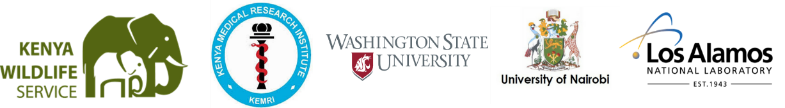 KENYA
WILDLIFE
SERVICE
KENYA MEDICAL RESEARCH INSTITUTE
KEMRI
WASHINGTON STATE
UNIVERSITY
University of Nairobi
Los Alamos
NATIONAL LABORATORY
EST.1943